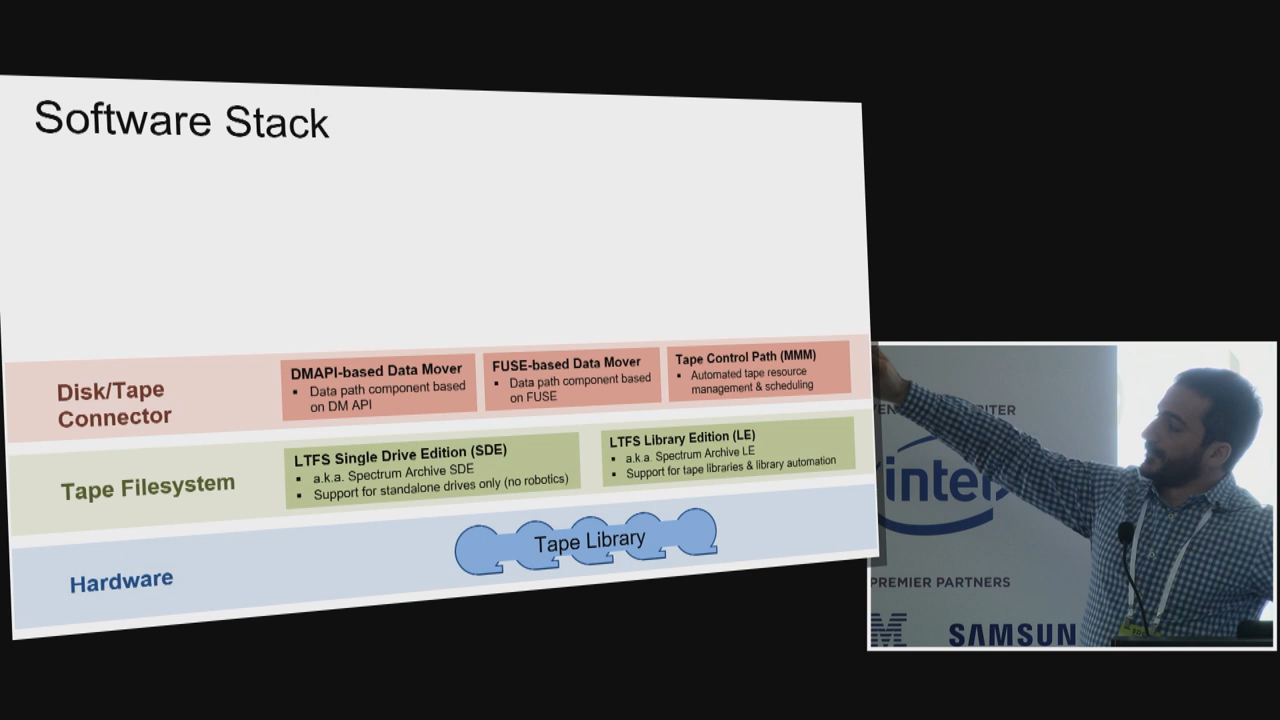 Software Stack
Disk/Tape
Connector
DMAPI-based Data Mover
▪ Data path component based
on DM API
FUSE-based Data Mover
▪ Data path component based
on FUSE
Tape Control Path (MMM)
▪ Automated tape resource
management & scheduling
Tape Filesystem
LTFS Single Drive Edition (SDE)
▪ a.k.a. Spectrum Archive SDE
▪ Support for standalone drives only (no robotics)
LTFS Library Edition (LE)
▪ a.k.a. Spectrum Archive LE
▪ Support for tape libraries & library automation
Hardware
Tape Library
intel
PREMIER PARTNERS
SAMSUN